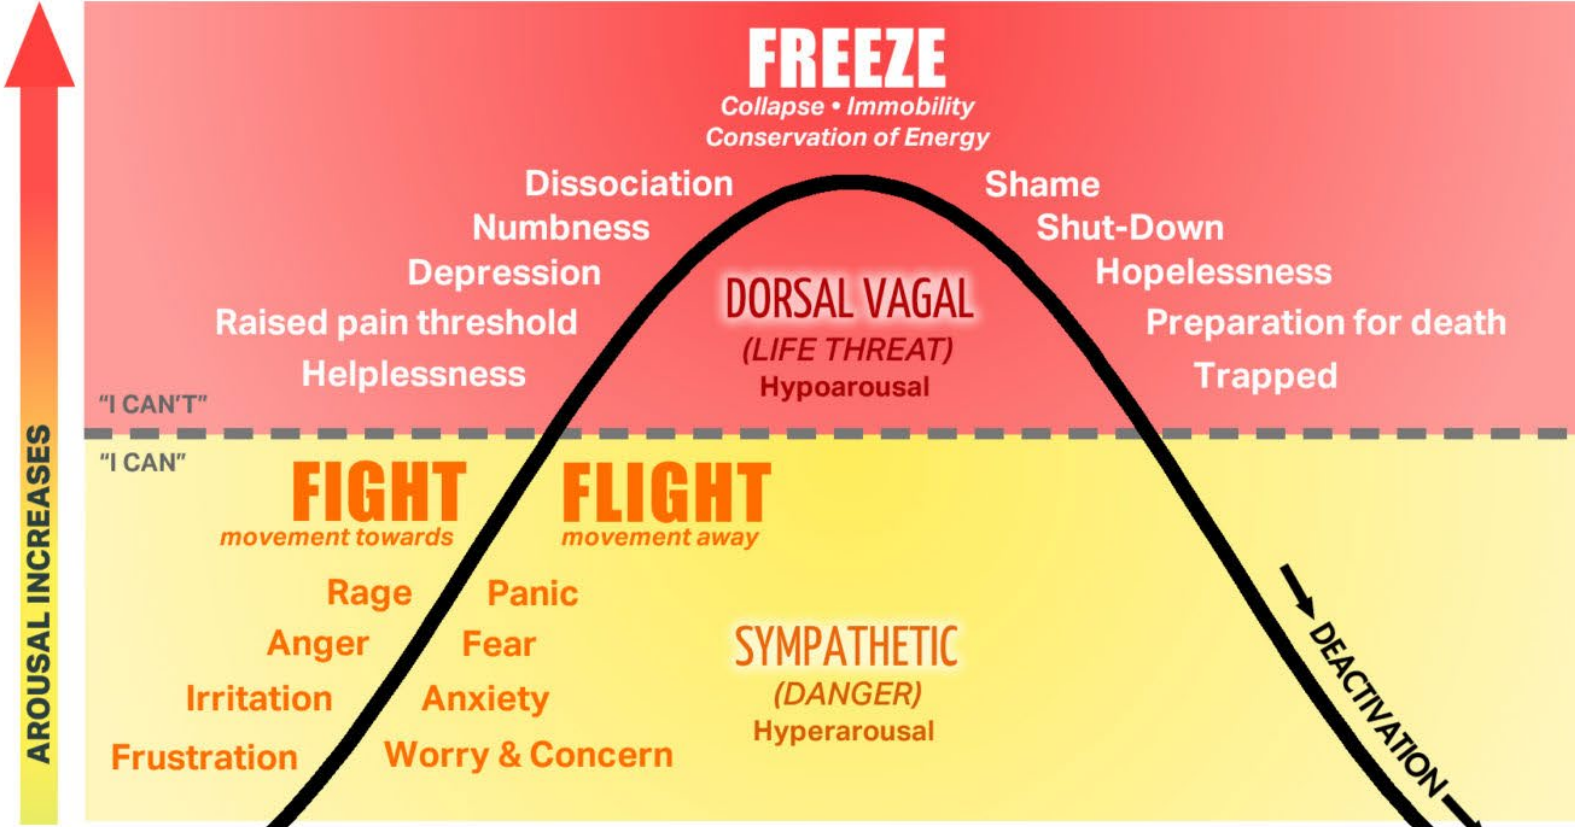 FREEZE
Collapse • Immobility
Conservation of Energy
Dissociation
Shame
Numbness
Shut-Down
Depression
Hopelessness
DORSAL VAGAL
Raised pain threshold
Preparation for death
(LIFE THREAT)
Helplessness
Hypoarousal
Trapped
“I CAN’T”
“I CAN”
AROUSAL INCREASES
FIGHT
movement towards
FLIGHT
movement away
Rage
Panic
Anger
Fear
Irritation
Anxiety
Frustration
Worry & Concern
SYMPATHETIC
(DANGER)
Hyperarousal
DEACTIVATION